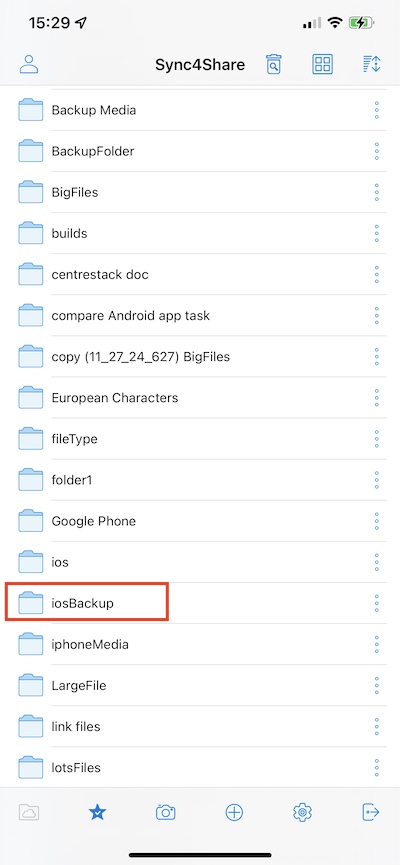 15:29
Sync4Share
Backup Media
BackupFolder
BigFiles
builds
centrestack doc
compare Android app task
copy (11_27_24_627) BigFiles
European Characters
fileType
folder1
Google Phone
ios
iosBackup
iphoneMedia
LargeFile
link files
lotsFiles